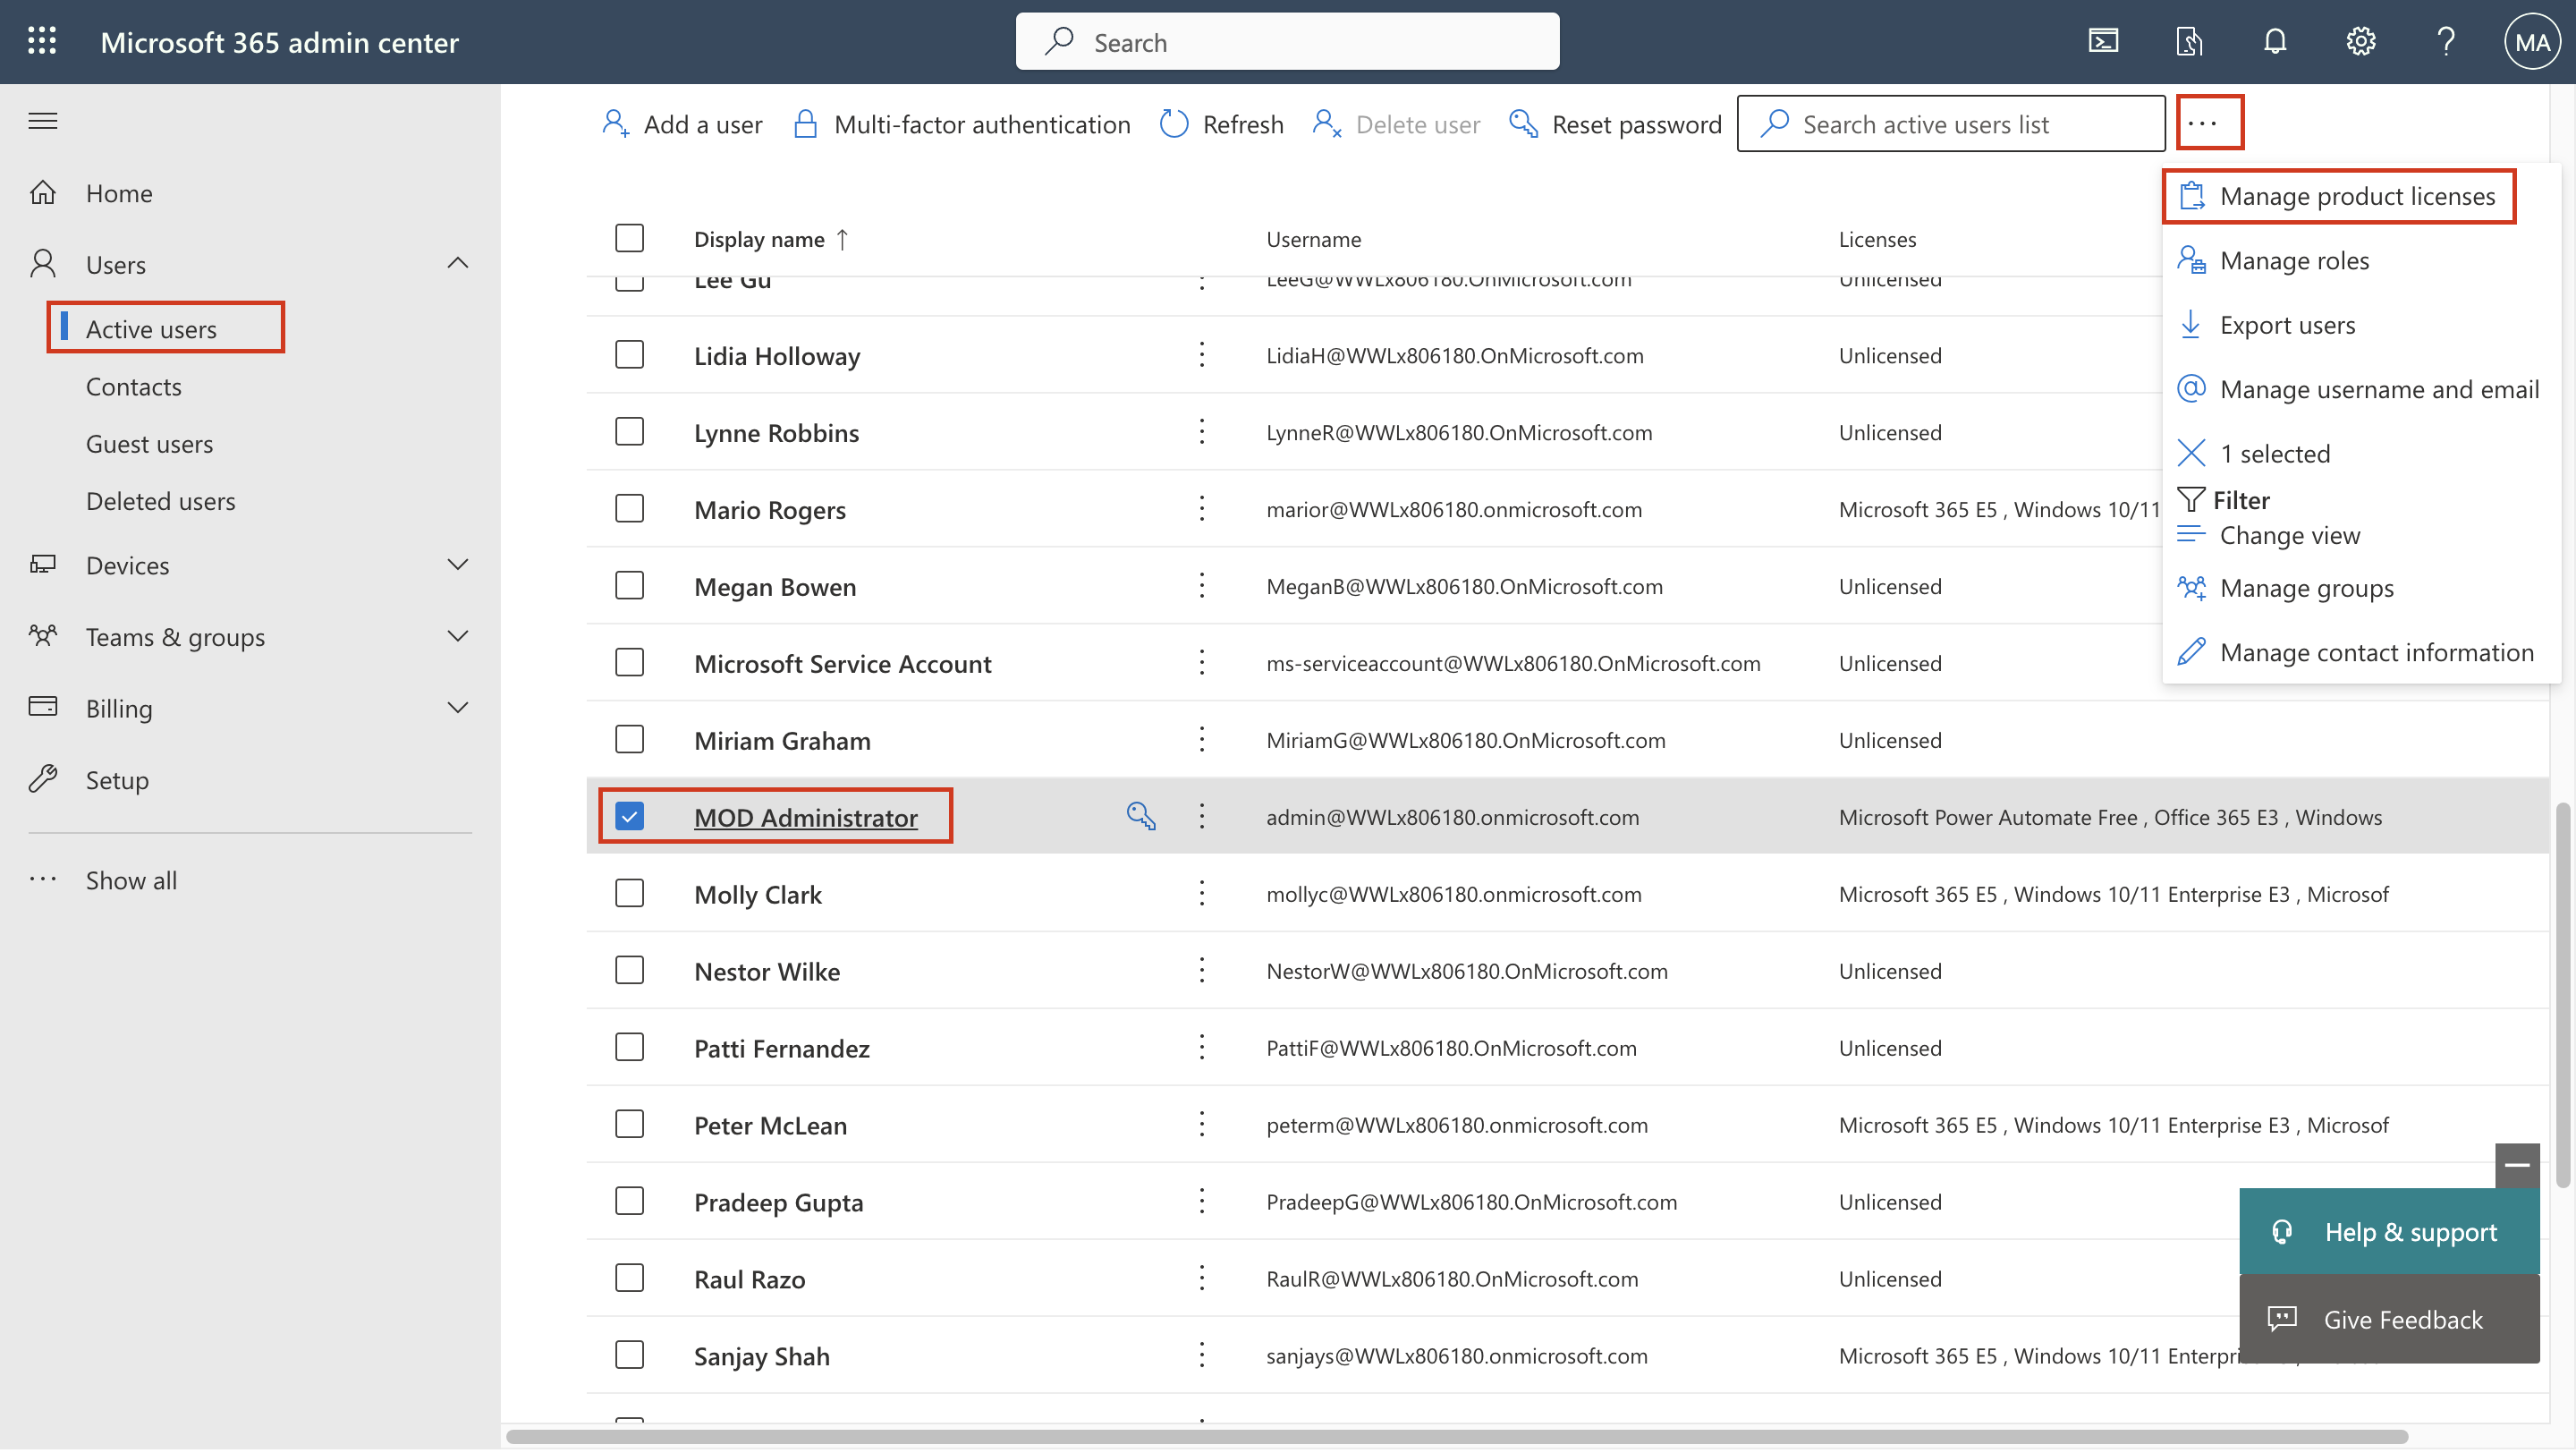 Microsoft 365 admin center
Search
MA
Add a user
Multi-factor authentication
Refresh
Delete user
Reset password
Search active users list
Home
Users
Active users
Contacts
Guest users
Deleted users
Devices
Teams & groups
Billing
Setup
Show all
Manage product licenses
Manage roles
Export users
Manage username and email
1 selected
Filter
Change view
Manage groups
Manage contact information
Display name ↑ Username Licenses
Lee Gu LeeG@WWLx806180.OnMicrosoft.com Unlicensed
Lidia Holloway LidiaH@WWLx806180.OnMicrosoft.com Unlicensed
Lynne Robbins LynneR@WWLx806180.OnMicrosoft.com Unlicensed
Mario Rogers marior@WWLx806180.onmicrosoft.com Microsoft 365 E5 , Windows 10/11
Megan Bowen MeganB@WWLx806180.OnMicrosoft.com Unlicensed
Microsoft Service Account ms-serviceaccount@WWLx806180.OnMicrosoft.com Unlicensed
Miriam Graham MiriamG@WWLx806180.OnMicrosoft.com Unlicensed
MOD Administrator admin@WWLx806180.onmicrosoft.com Microsoft Power Automate Free , Office 365 E3 , Windows
Molly Clark mollyc@WWLx806180.onmicrosoft.com Microsoft 365 E5 , Windows 10/11 Enterprise E3 , Microsof
Nestor Wilke NestorW@WWLx806180.OnMicrosoft.com Unlicensed
Patti Fernandez PattiF@WWLx806180.OnMicrosoft.com Unlicensed
Peter McLean peterm@WWLx806180.onmicrosoft.com Microsoft 365 E5 , Windows 10/11 Enterprise E3 , Microsof
Pradeep Gupta PradeepG@WWLx806180.OnMicrosoft.com Unlicensed
Raul Razo RaulR@WWLx806180.OnMicrosoft.com Unlicensed
Sanjay Shah sanjays@WWLx806180.onmicrosoft.com Microsoft 365 E5 , Windows 10/11 Enterpri
Help & support
Give Feedback